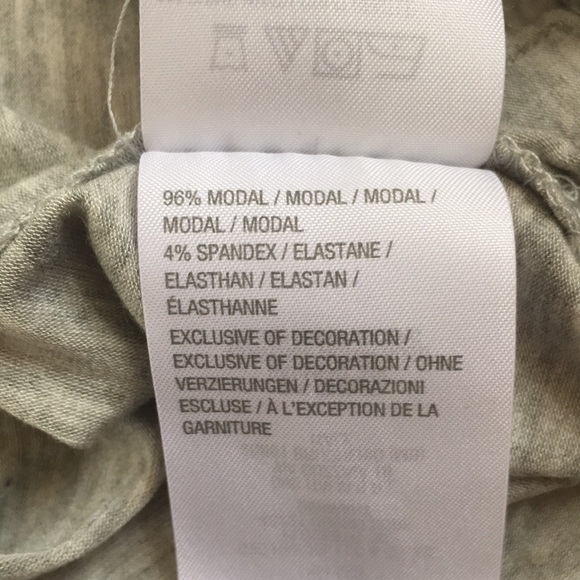 96% MODAL / MODAL / MODAL /
MODAL / MODAL
4% SPANDEX / ELASTANE /
ELASTHAN / ELASTAN /
ÉLASTHANNE
EXCLUSIVE OF DECORATION /
EXCLUSIVE OF DECORATION / OHNE
VERZIERUNGEN / DECORAZIONI
ESCLUSE / À L'EXCEPTION DE LA
GARNITURE